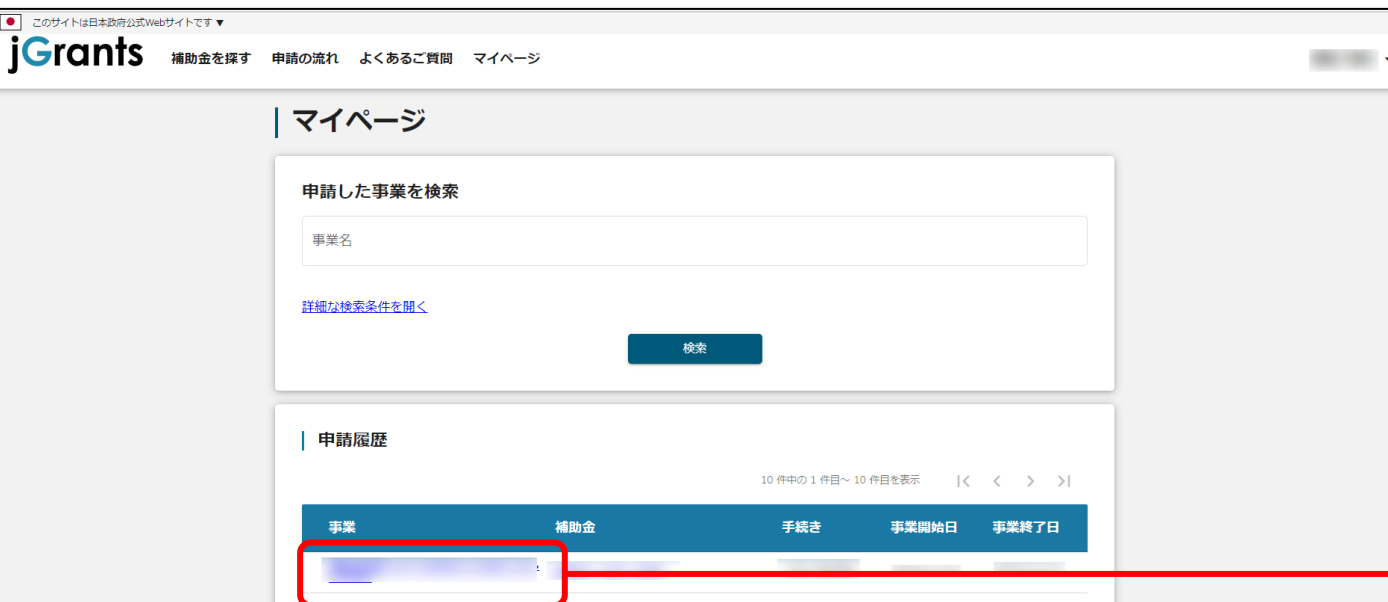 このサイトは日本政府公式Webサイトです ▼
jGrants 補助金を探す 申請の流れ よくあるご質問 マイページ
マイページ
申請した事業を検索
事業名
詳細な検索条件を開く
検索
申請履歴
10 件中の 1 件目～ 10 件目を表示
事業 補助金 手続き 事業開始日 事業終了日